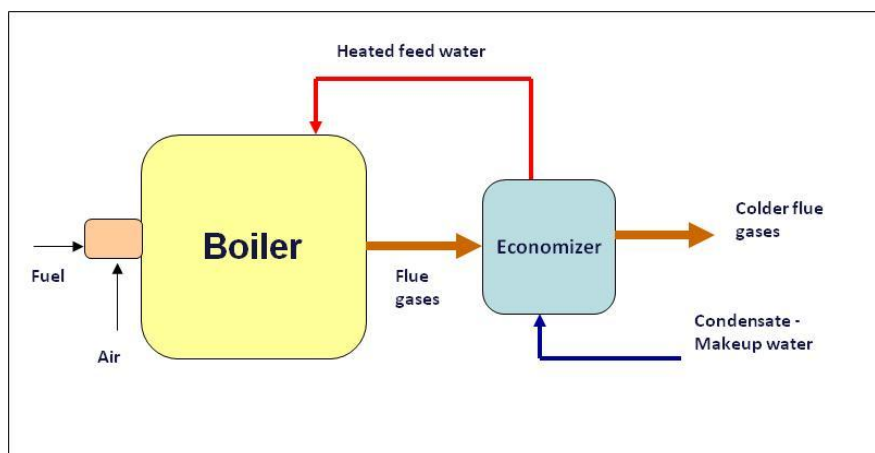 Heated feed water
Boiler
Economizer
Colder flue
gases
Fuel
Flue
gases
Air
Condensate -
Makeup water